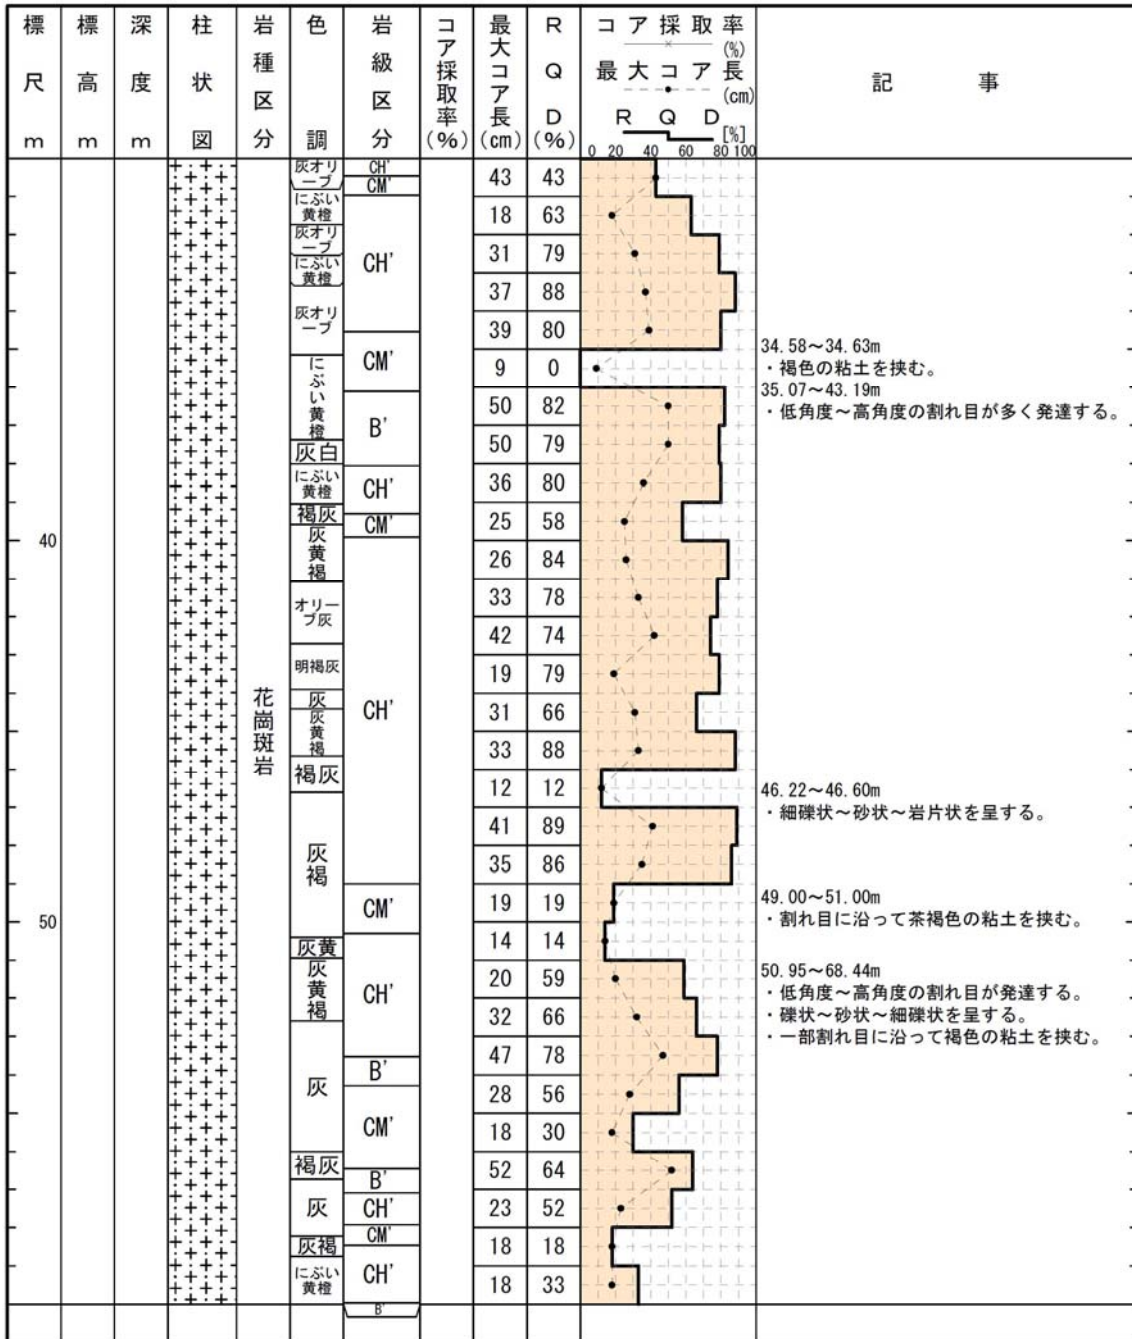 標尺 m
標高 m
深度 m
柱状図
岩種区分
色調
岩級区分
コア採取率 (%)
最大コア長 (cm)
RQD (%)
コア採取率 (%)
最大コア長 (cm)
RQD [%]
0 20 40 60 80 100
記事
灰オリーブ
にぶい黄橙
灰オリーブ
にぶい黄橙
灰オリーブ
にぶい黄橙
灰白
にぶい黄橙
褐灰
灰黄褐
オリーブ灰
明褐灰
灰
灰黄褐
褐灰
灰褐
灰黄
灰黄褐
灰
褐灰
灰
灰褐
にぶい黄橙
CH'
CM'
CH'
CM'
B'
CH'
CM'
CH'
CM'
CH'
B'
CM'
B'
CH'
CM'
CH'
B'
40
50
花崗斑岩
43 43
18 63
31 79
37 88
39 80
9 0
50 82
50 79
36 80
25 58
26 84
33 78
42 74
19 79
31 66
33 88
12 12
41 89
35 86
19 19
14 14
20 59
32 66
47 78
28 56
18 30
52 64
23 52
18 18
18 33
34.58～34.63m
・褐色の粘土を挟む。
35.07～43.19m
・低角度～高角度の割れ目が多く発達する。
46.22～46.60m
・細礫状～砂状～岩片状を呈する。
49.00～51.00m
・割れ目に沿って茶褐色の粘土を挟む。
50.95～68.44m
・低角度～高角度の割れ目が発達する。
・礫状～砂状～細礫状を呈する。
・一部割れ目に沿って褐色の粘土を挟む。